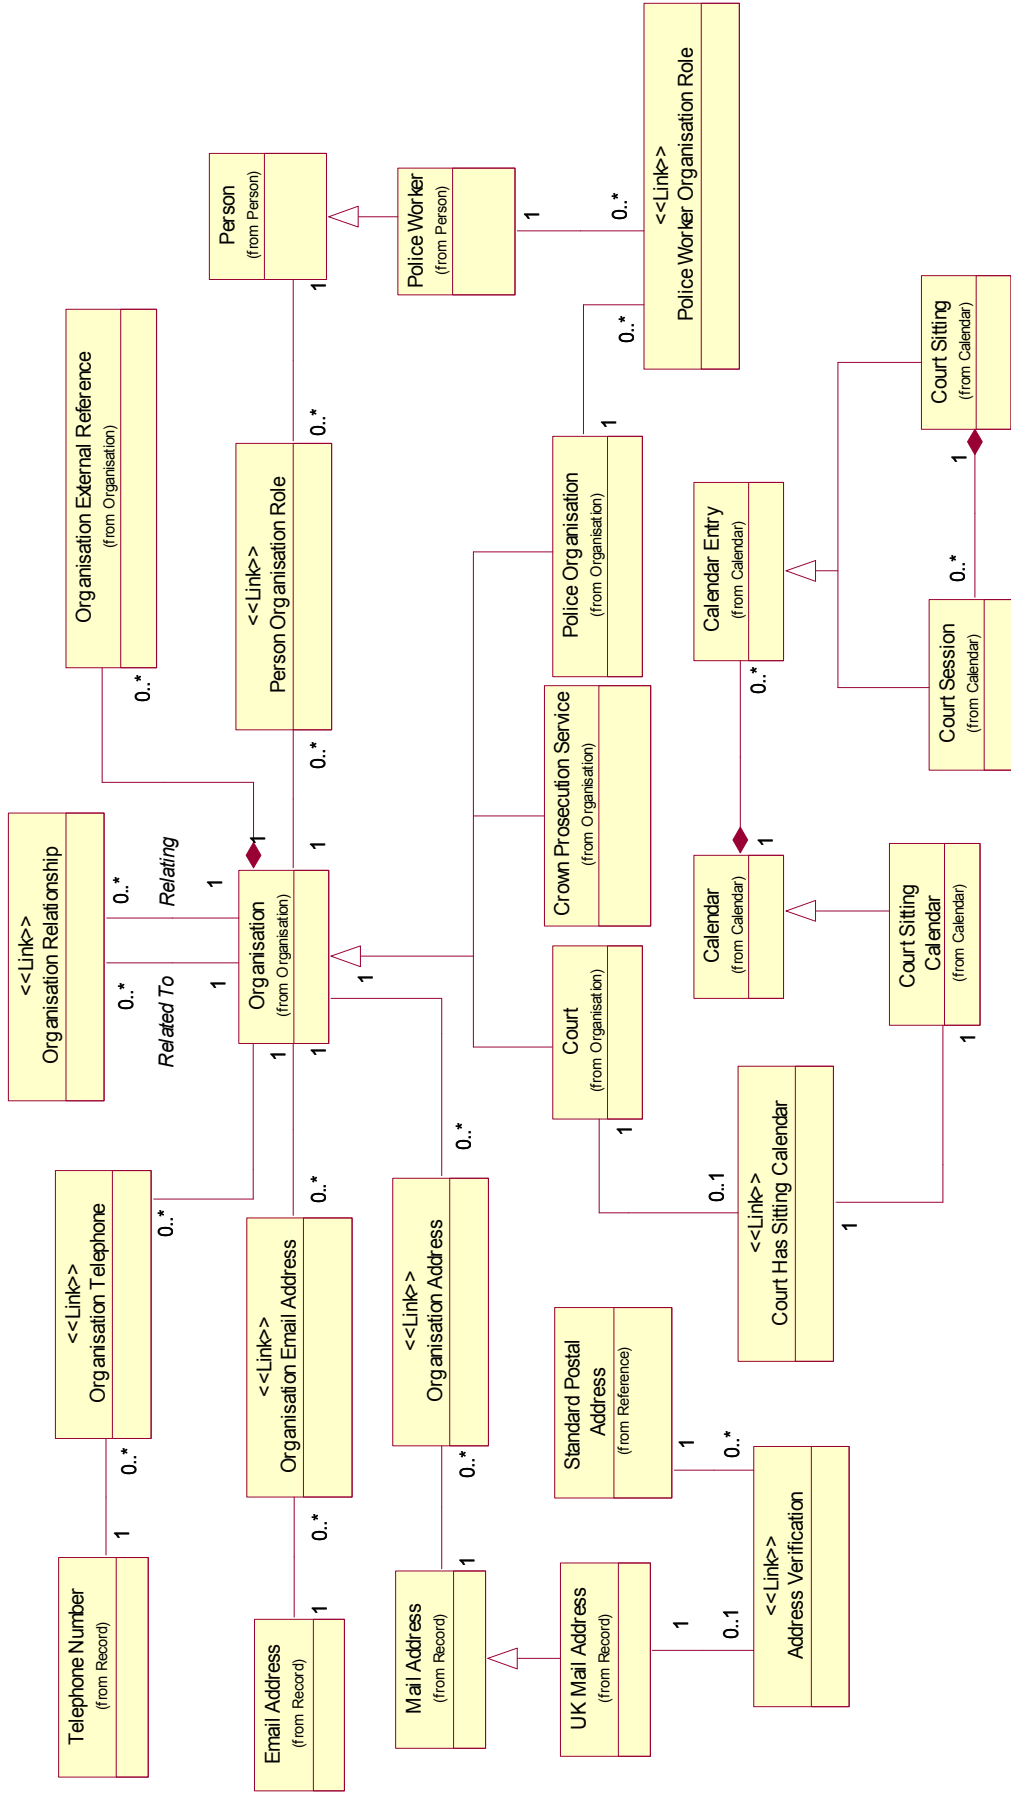 <<Link>>
Organisation Relationship
0..*
Related To
1
0..*
Relating
1
<<Link>>
Organisation Telephone
0..*
0..*
1
Telephone Number
(from Record)
1
Organisation External Reference
(from Organisation)
0..*
1
Organisation
(from Organisation)
1
1
1
1
<<Link>>
Organisation Email Address
0..*
0..*
Email Address
(from Record)
1
<<Link>>
Person Organisation Role
0..*
0..*
Person
(from Person)
1
Mail Address
(from Record)
1
<<Link>>
Organisation Address
0..*
0..*
Police Worker
(from Person)
1
0..*
UK Mail Address
(from Record)
1
0..1
Standard Postal
Address
(from Reference)
1
0..*
Court
(from Organisation)
1
Crown Prosecution Service
(from Organisation)
Police Organisation
(from Organisation)
1
0..*
<<Link>>
Police Worker Organisation Role
<<Link>>
Address Verification
0..1
<<Link>>
Court Has Sitting Calendar
1
Calendar
(from Calendar)
1
0..*
Calendar Entry
(from Calendar)
Court Sitting
Calendar
(from Calendar)
1
Court Session
(from Calendar)
0..*
1
Court Sitting
(from Calendar)